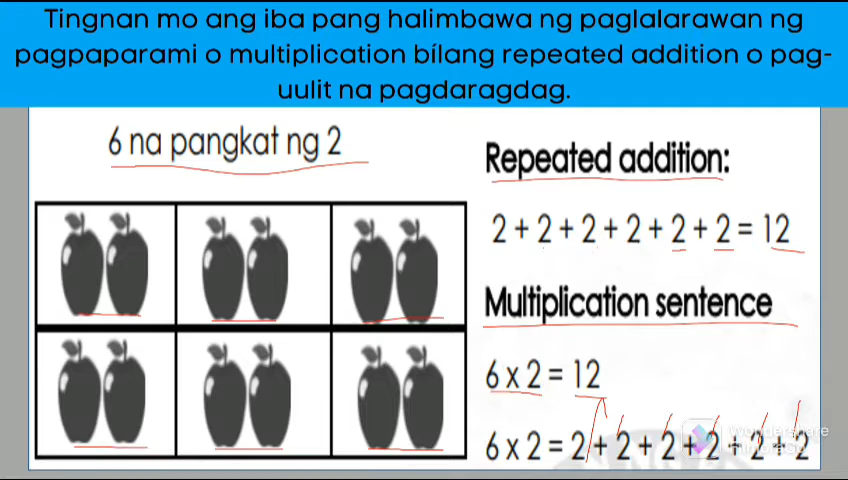 Tingnan mo ang iba pang halimbawa ng paglalarawan ng
pagpaparami o multiplication bílang repeated addition o pag-
uulit na pagdaragdag.
6 na pangkat ng 2
Repeated addition:
2 + 2 + 2 + 2 + 2 + 2 = 12
Multiplication sentence
6 x 2 = 12
6 x 2 = 2 + 2 + 2 + 2 + 2 + 2
Wondershare